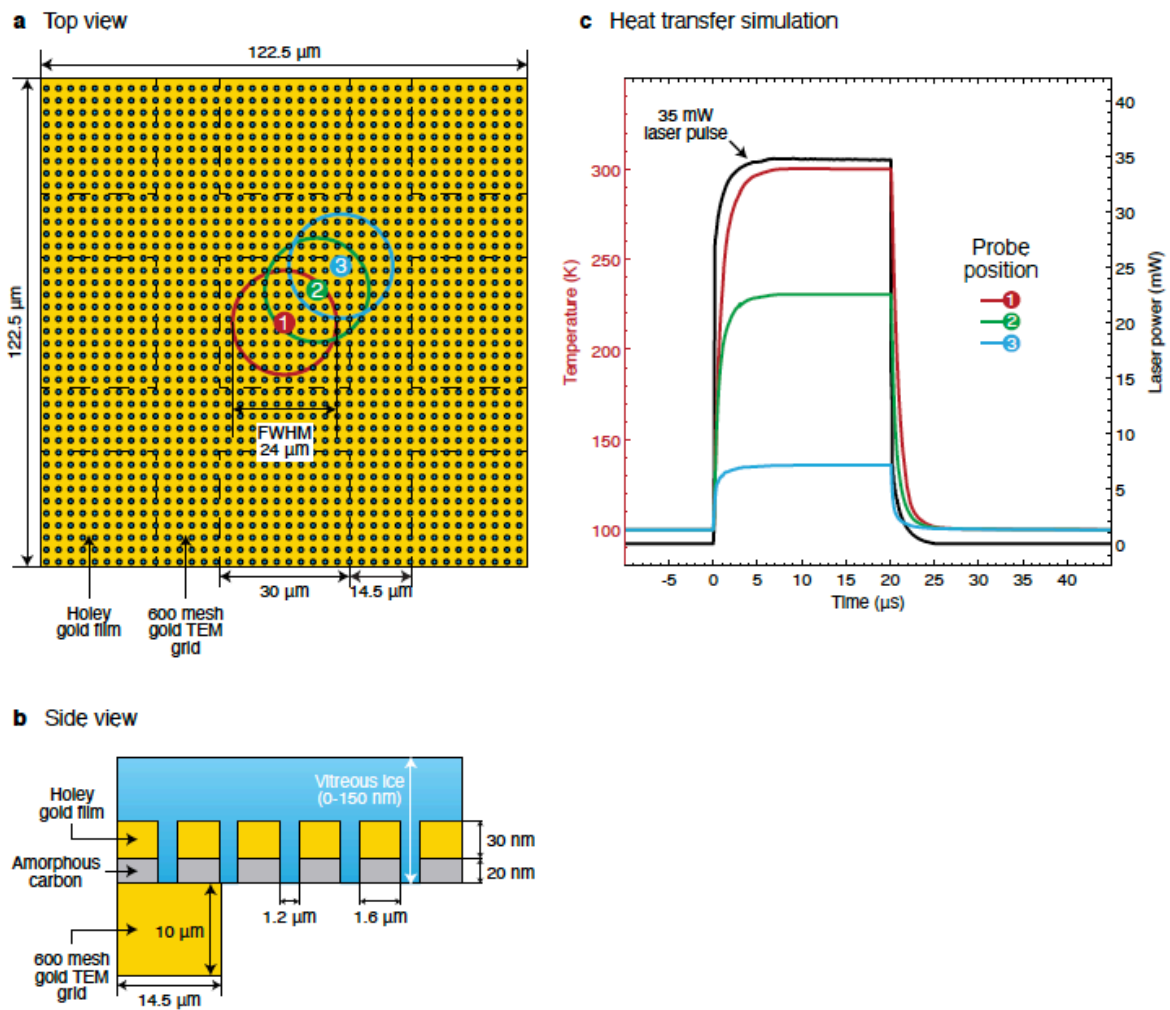 a Top view
122.5 µm
122.5 µm
1
2
3
FWHM
24 µm
30 µm
14.5 µm
Holey
gold film
600 mesh
gold TEM
grid
b Side view
Holey
gold film
Amorphous
carbon
600 mesh
gold TEM
grid
Vitreous ice
(0-150 nm)
30 nm
20 nm
1.2 µm
1.6 µm
10 µm
14.5 µm
c Heat transfer simulation
35 mW
laser pulse
Probe
position
1
2
3
Temperature (K)
300
250
200
150
100
Laser power (mW)
40
35
30
25
20
15
10
5
0
-5 0 5 10 15 20 25 30 35 40
Time (µs)